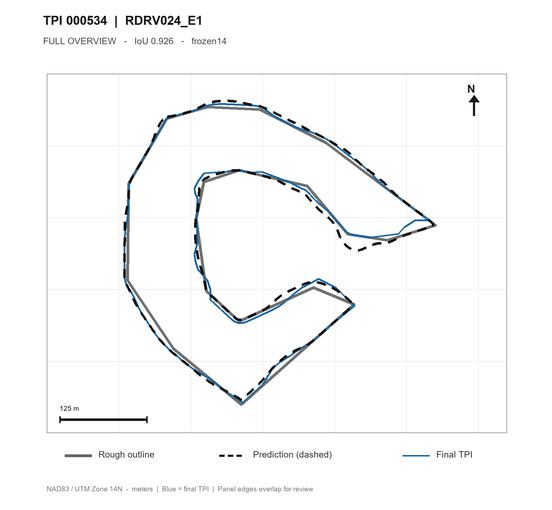 TPI 000534 | RDRV024_E1
FULL OVERVIEW - IoU 0.926 - frozen14
N
125 m
Rough outline
Prediction (dashed)
Final TPI
NAD83 / UTM Zone 14N - meters | Blue = final TPI | Panel edges overlap for review